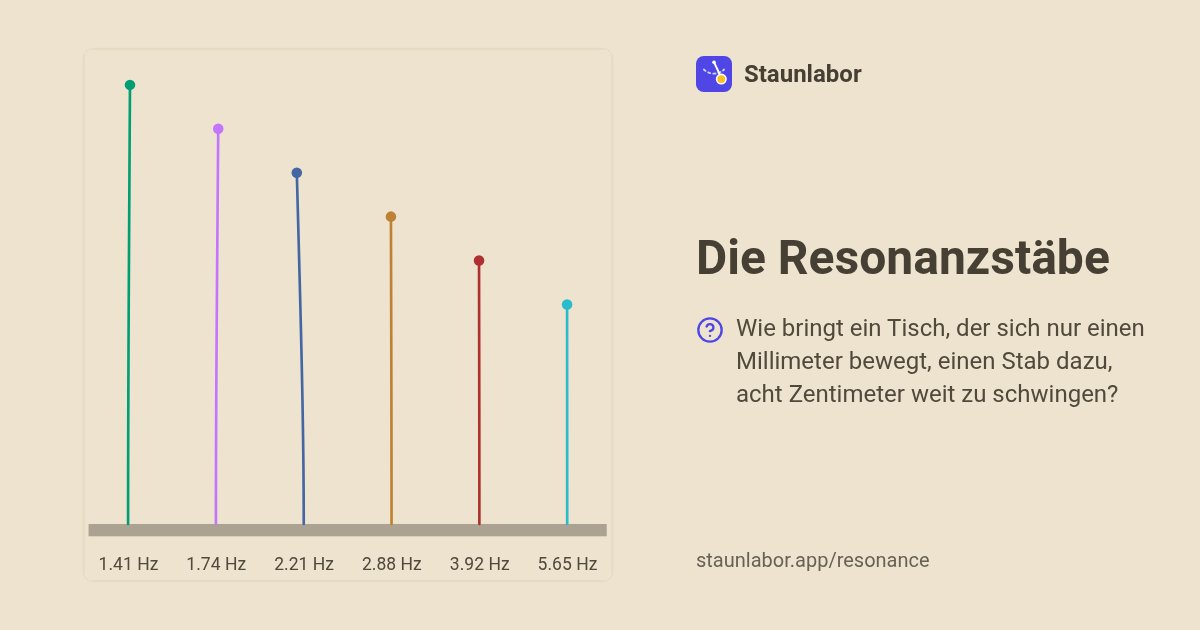 1.41 Hz 1.74 Hz 2.21 Hz 2.88 Hz 3.92 Hz 5.65 Hz
Staunlabor
Die Resonanzstäbe
Wie bringt ein Tisch, der sich nur einen
Millimeter bewegt, einen Stab dazu,
acht Zentimeter weit zu schwingen?
staunlabor.app/resonance